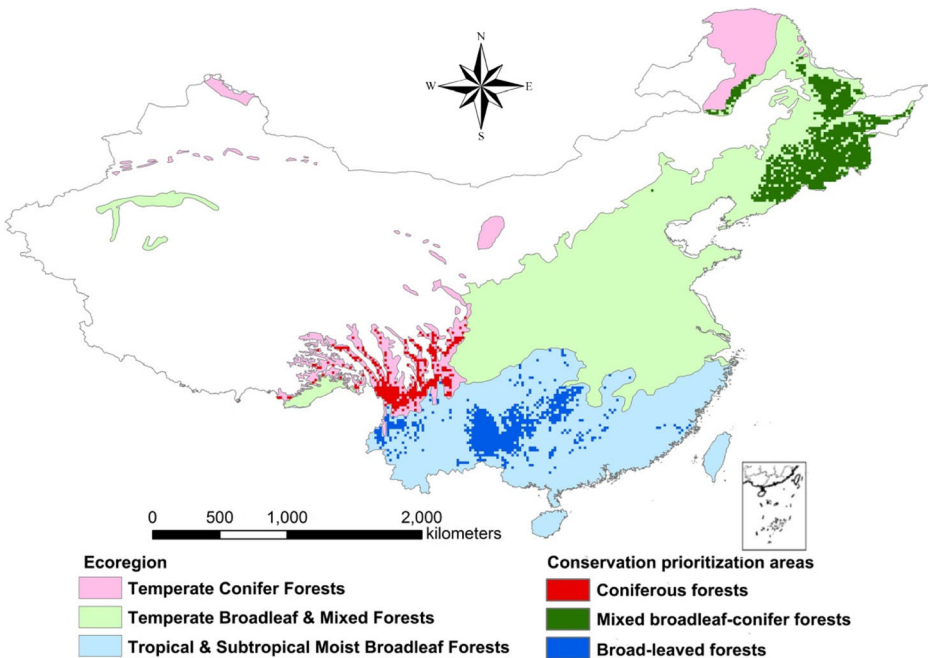 N
W E
S
0 500 1,000 2,000
kilometers
Ecoregion
Temperate Conifer Forests
Temperate Broadleaf & Mixed Forests
Tropical & Subtropical Moist Broadleaf Forests
Conservation prioritization areas
Coniferous forests
Mixed broadleaf-conifer forests
Broad-leaved forests